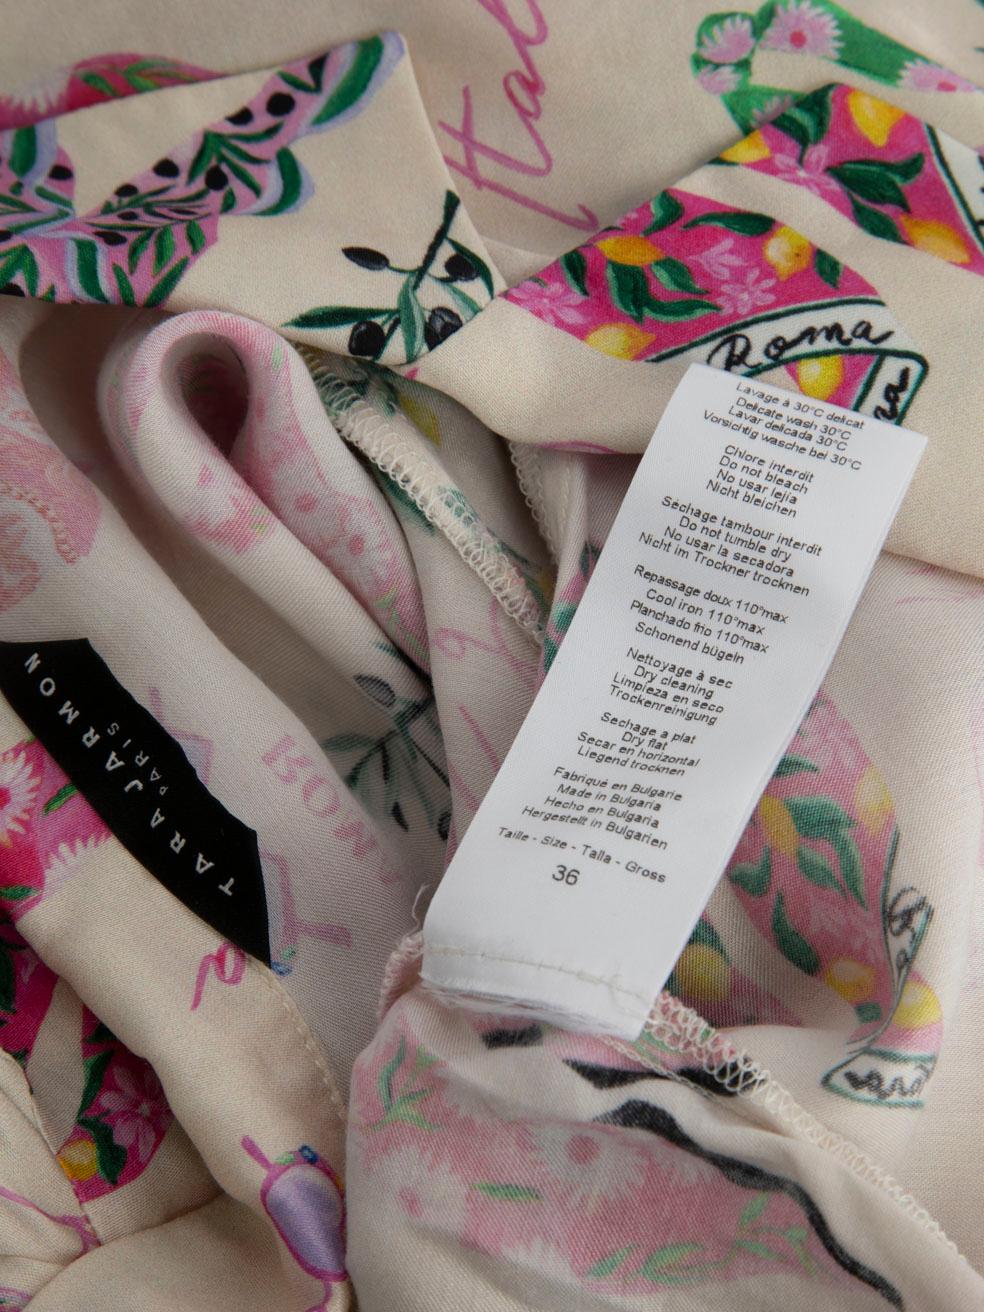 Ital
Roma
Lavage à 30°C délicat
Delicate wash 30°C
Lavar delicada 30°C
Vorsichtig wasche bei 30°C
Chlore interdit
Do not bleach
No usar lejía
Nicht bleichen
Séchage tambour interdit
Do not tumble dry
No usar la secadora
Nicht im Trockner trocknen
Repassage doux 110°max
Cool iron 110°max
Planchado frio 110°max
Schonend bügeln
Nettoyage à sec
Dry cleaning
Limpieza en seco
Trockenreinigung
Sechage a plat
Dry flat
Secar en horizontal
Liegend trocknen
Fabriqué en Bulgarie
Made in Bulgaria
Hecho en Bulgaria
Hergestellt in Bulgarien
Taille - Size - Talla - Gross
36
TARA JARMON
PARIS